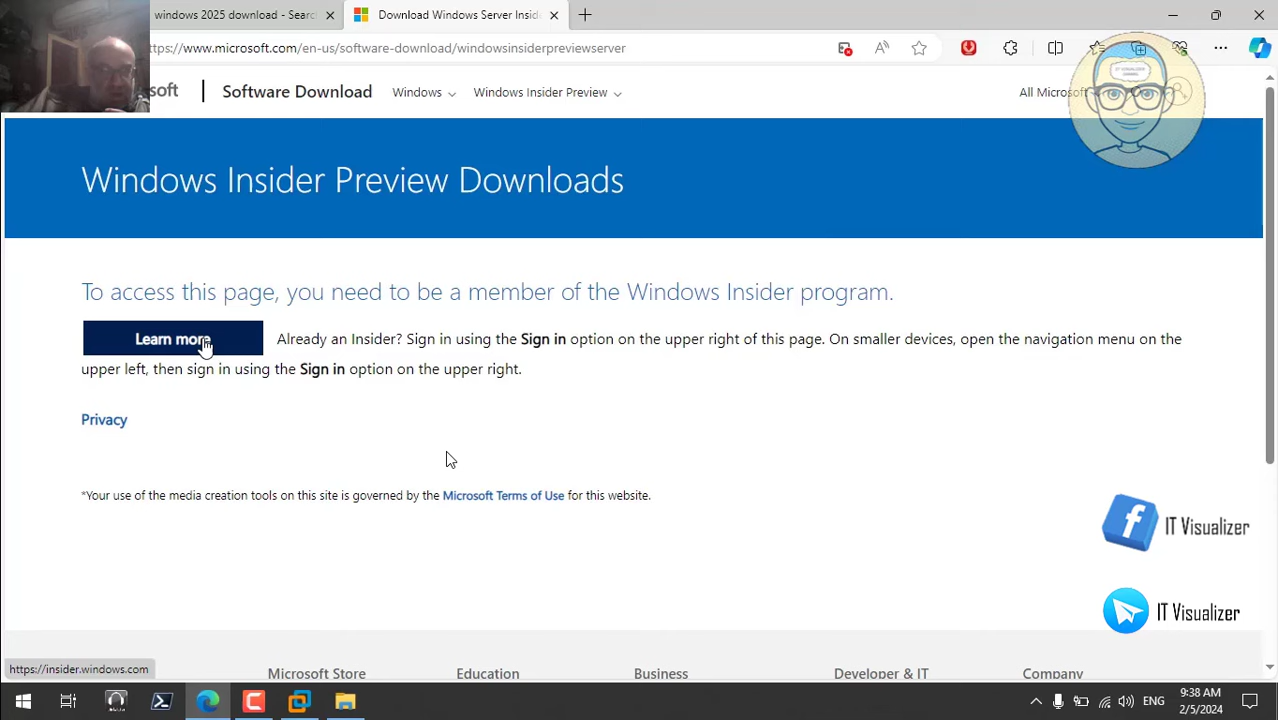 windows 2025 download - Searc
Download Windows Server Inside
ttps://www.microsoft.com/en-us/software-download/windowsinsiderpreviewserver
soft
Software Download
Windows
Windows Insider Preview
All Microsoft
Windows Insider Preview Downloads
To access this page, you need to be a member of the Windows Insider program.
Learn more
Already an Insider? Sign in using the Sign in option on the upper right of this page. On smaller devices, open the navigation menu on the
upper left, then sign in using the Sign in option on the upper right.
Privacy
*Your use of the media creation tools on this site is governed by the Microsoft Terms of Use for this website.
IT Visualizer
IT Visualizer
https://insider.windows.com
Microsoft Store
Education
Business
Developer & IT
Company
ENG
9:38 AM
2/5/2024